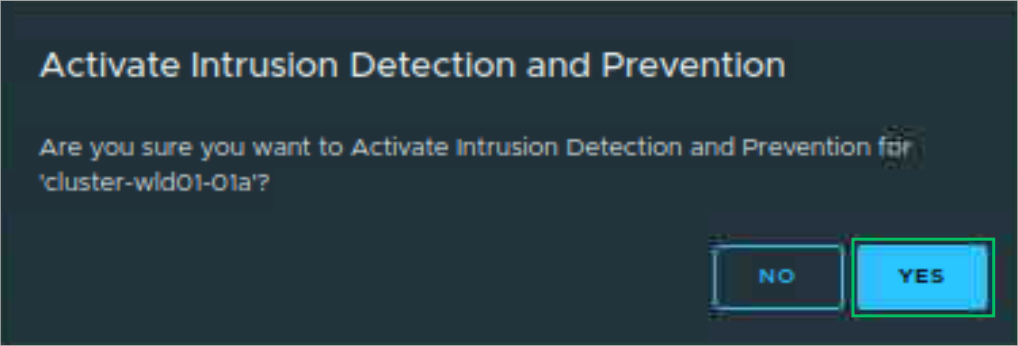 Activate Intrusion Detection and Prevention
Are you sure you want to Activate Intrusion Detection and Prevention for
'cluster-wld01-01a'?
NO
YES